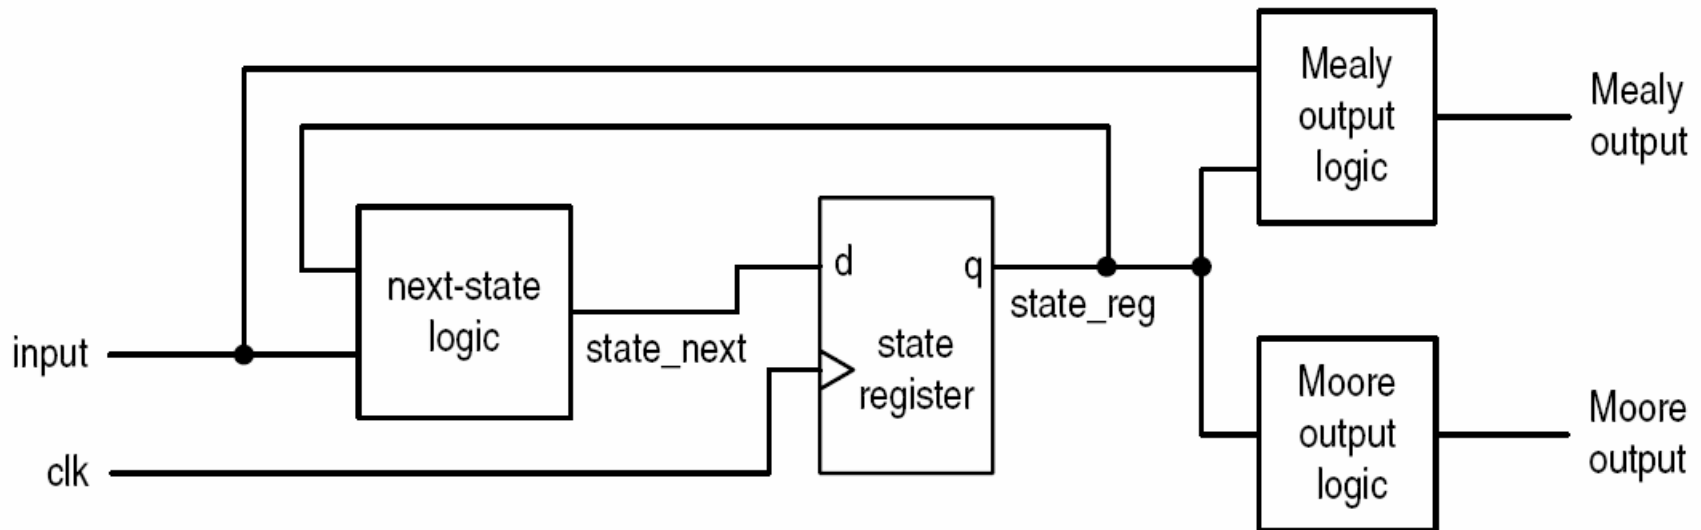 Mealy
output
logic
Mealy
output
next-state
logic
input
state_next
d
q
state_reg
state
register
clk
Moore
output
logic
Moore
output